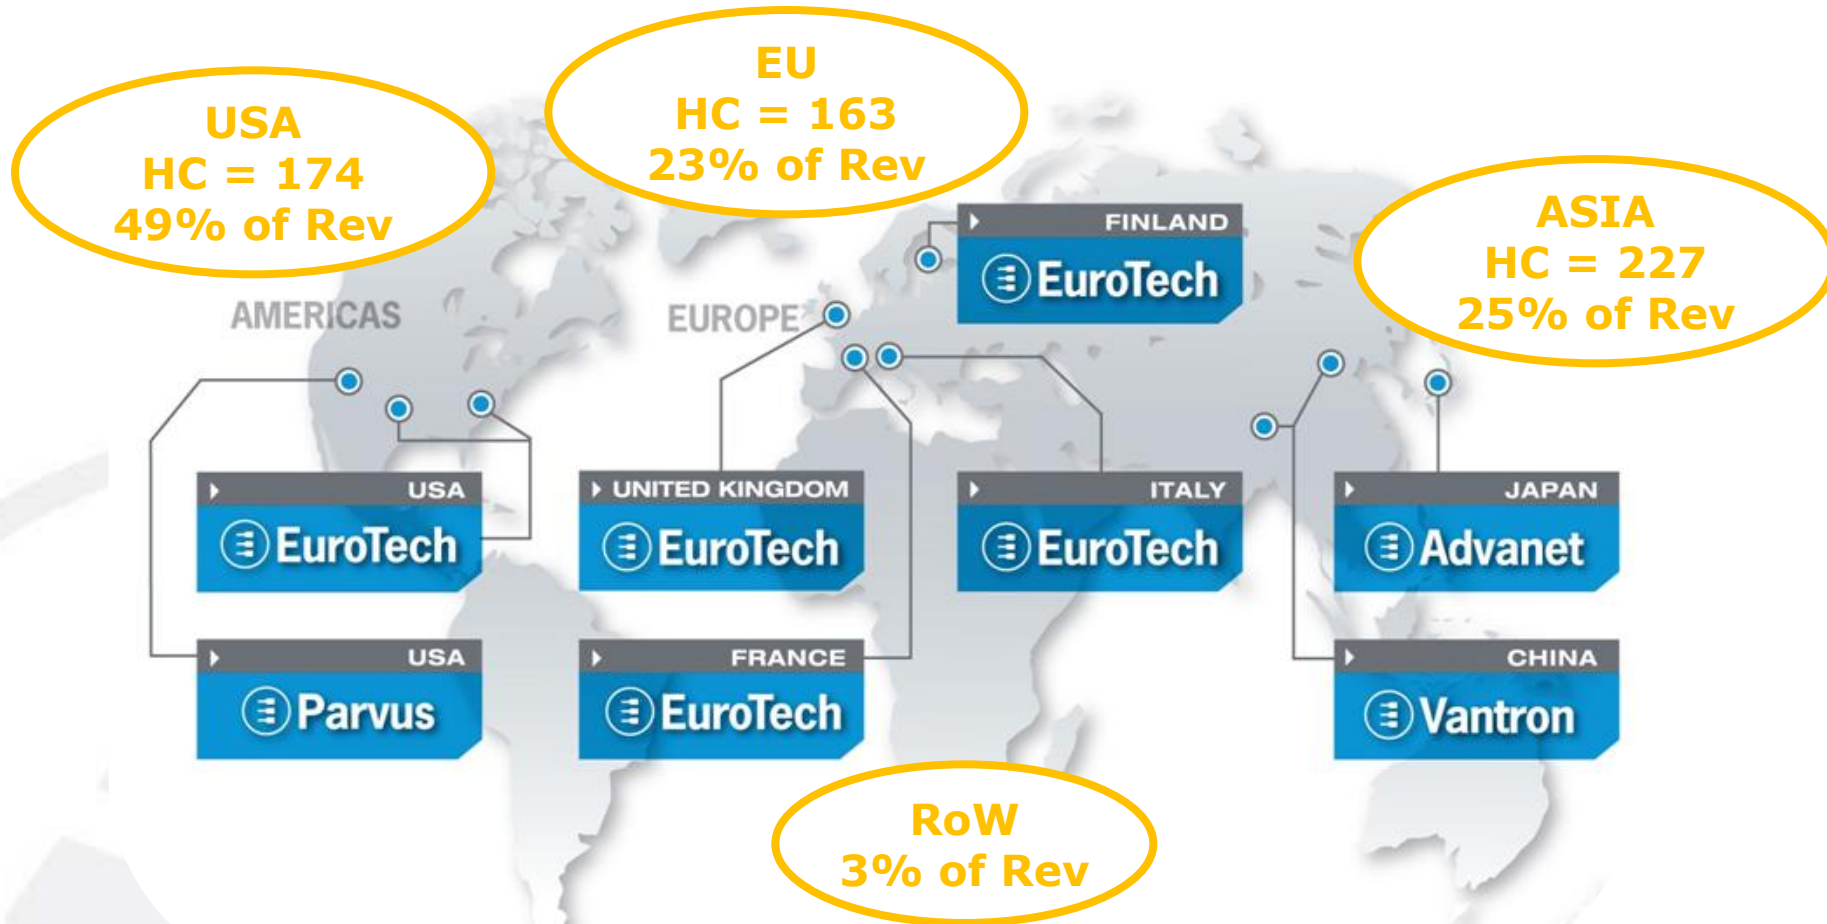 USA
HC = 174
49% of Rev
EU
HC = 163
23% of Rev
ASIA
HC = 227
25% of Rev
AMERICAS
EUROPE*
FINLAND
EuroTech
USA
EuroTech
UNITED KINGDOM
EuroTech
ITALY
EuroTech
JAPAN
Advanet
USA
Parvus
FRANCE
EuroTech
CHINA
Vantron
RoW
3% of Rev